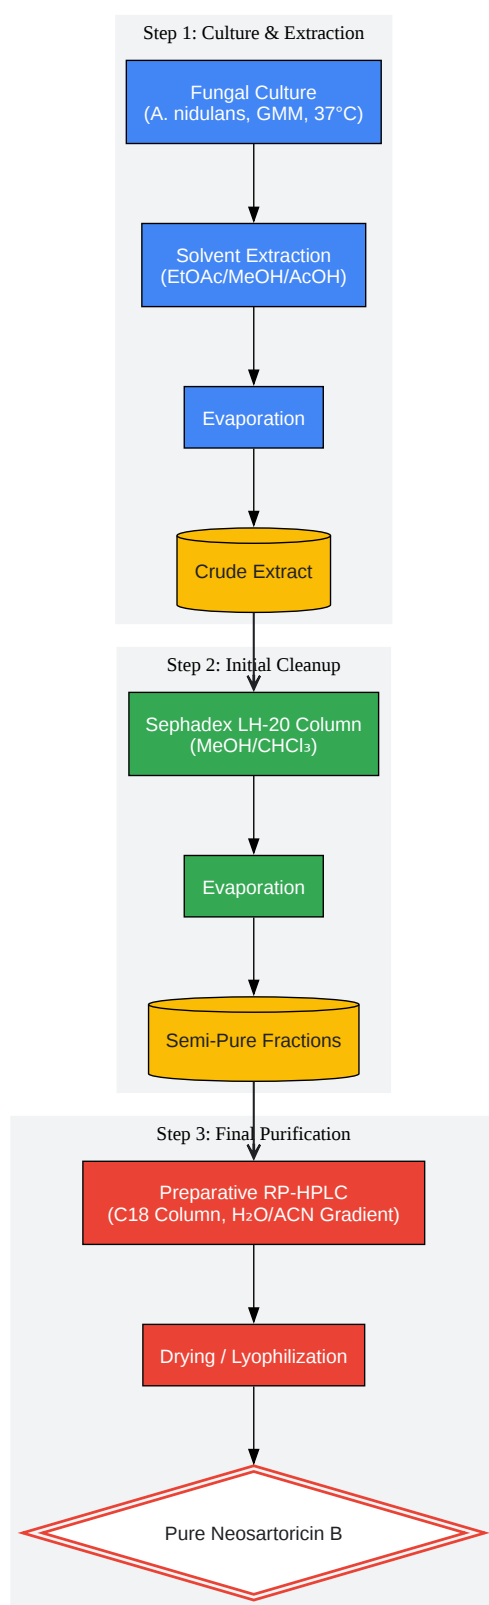 Step 1: Culture & Extraction
Fungal Culture
(A. nidulans, GMM, 37°C)
Solvent Extraction
(EtOAc/MeOH/AcOH)
Evaporation
Crude Extract
Step 2: Initial Cleanup
Sephadex LH-20 Column
(MeOH/CHCl₃)
Evaporation
Semi-Pure Fractions
Step 3: Final Purification
Preparative RP-HPLC
(C18 Column, H₂O/ACN Gradient)
Drying / Lyophilization
Pure Neosartoricin B